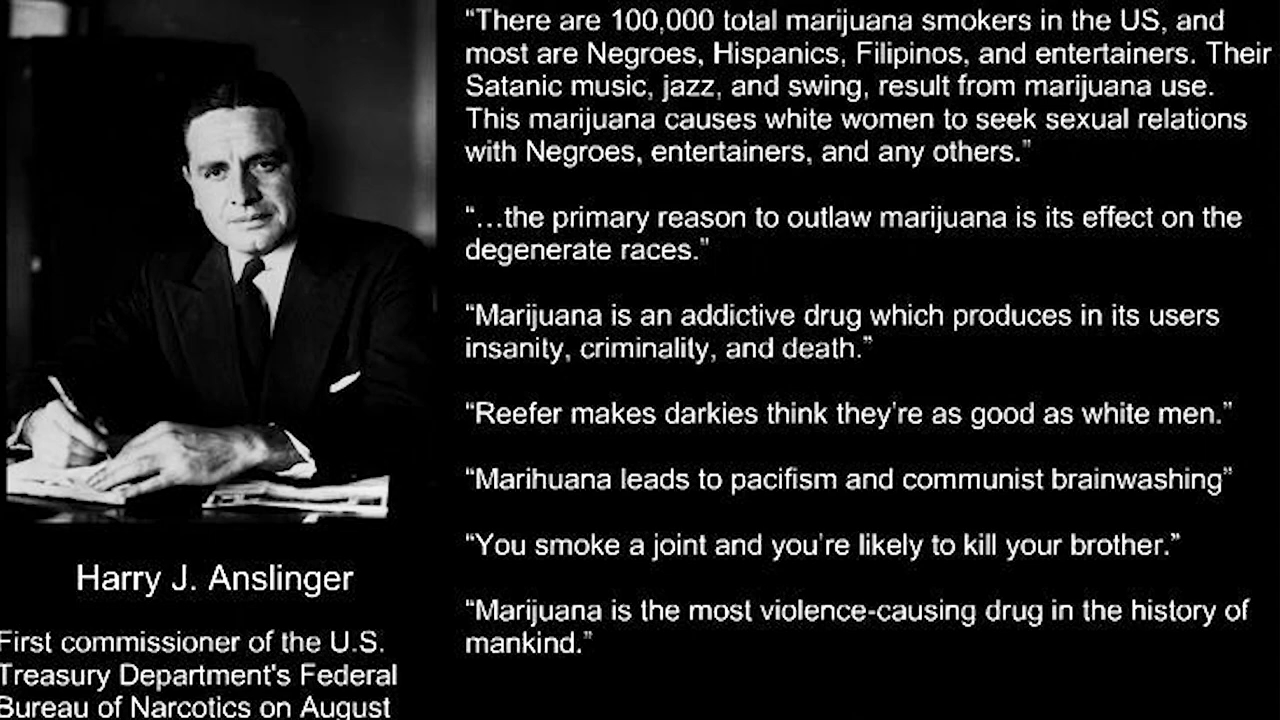 “There are 100,000 total marijuana smokers in the US, and
most are Negroes, Hispanics, Filipinos, and entertainers. Their
Satanic music, jazz, and swing, result from marijuana use.
This marijuana causes white women to seek sexual relations
with Negroes, entertainers, and any others.”
“…the primary reason to outlaw marijuana is its effect on the
degenerate races.”
“Marijuana is an addictive drug which produces in its users
insanity, criminality, and death.”
“Reefer makes darkies think they’re as good as white men.”
“Marihuana leads to pacifism and communist brainwashing”
“You smoke a joint and you’re likely to kill your brother.”
“Marijuana is the most violence-causing drug in the history of
mankind.”
Harry J. Anslinger
First commissioner of the U.S.
Treasury Department's Federal
Bureau of Narcotics on August